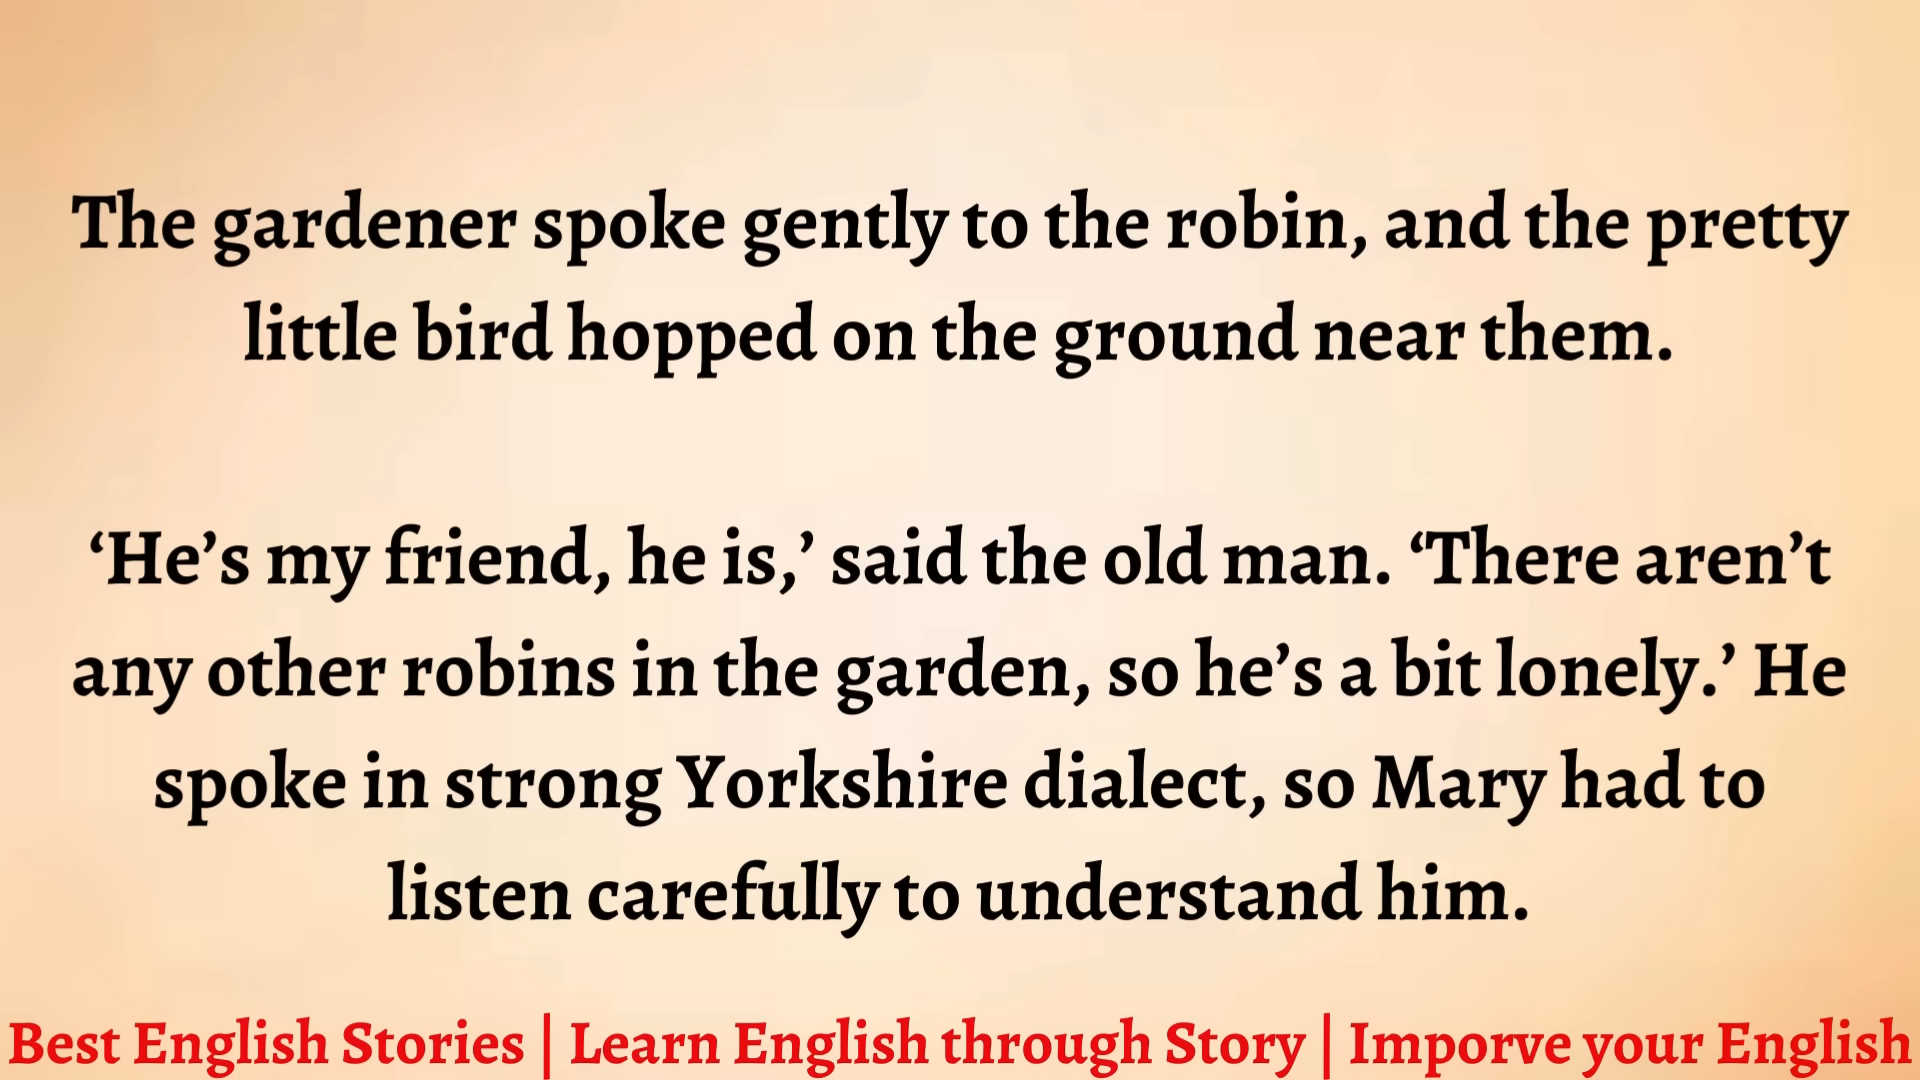 The gardener spoke gently to the robin, and the pretty
little bird hopped on the ground near them.
‘He’s my friend, he is,’ said the old man. ‘There aren’t
any other robins in the garden, so he’s a bit lonely.’ He
spoke in strong Yorkshire dialect, so Mary had to
listen carefully to understand him.
Best English Stories | Learn English through Story | Imporve your English